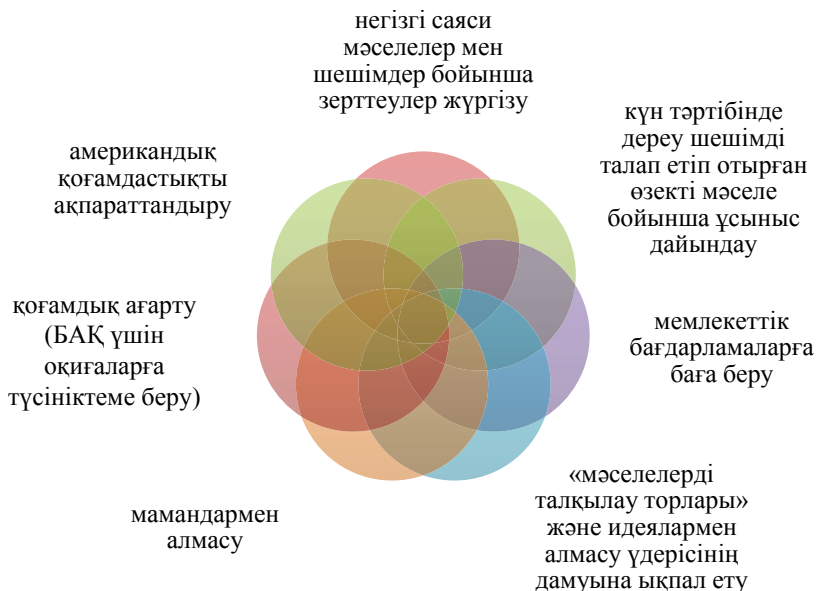 негізгі саяси
мәселелер мен
шешімдер бойынша
зерттеулер жүргізу
күн тәртібінде
дереу шешімді
талап етіп отырған
өзекті мәселе
бойынша ұсыныс
дайындау
мемлекеттік
бағдарламаларға
баға беру
«мәселелерді
талқылау торлары»
және идеялармен
алмасу үдерісінің
дамуына ықпал ету
мамандармен
алмасу
қоғамдық ағарту
(БАҚ үшін
оқиғаларға
түсініктеме беру)
американдық
қоғамдастықты
ақпараттандыру